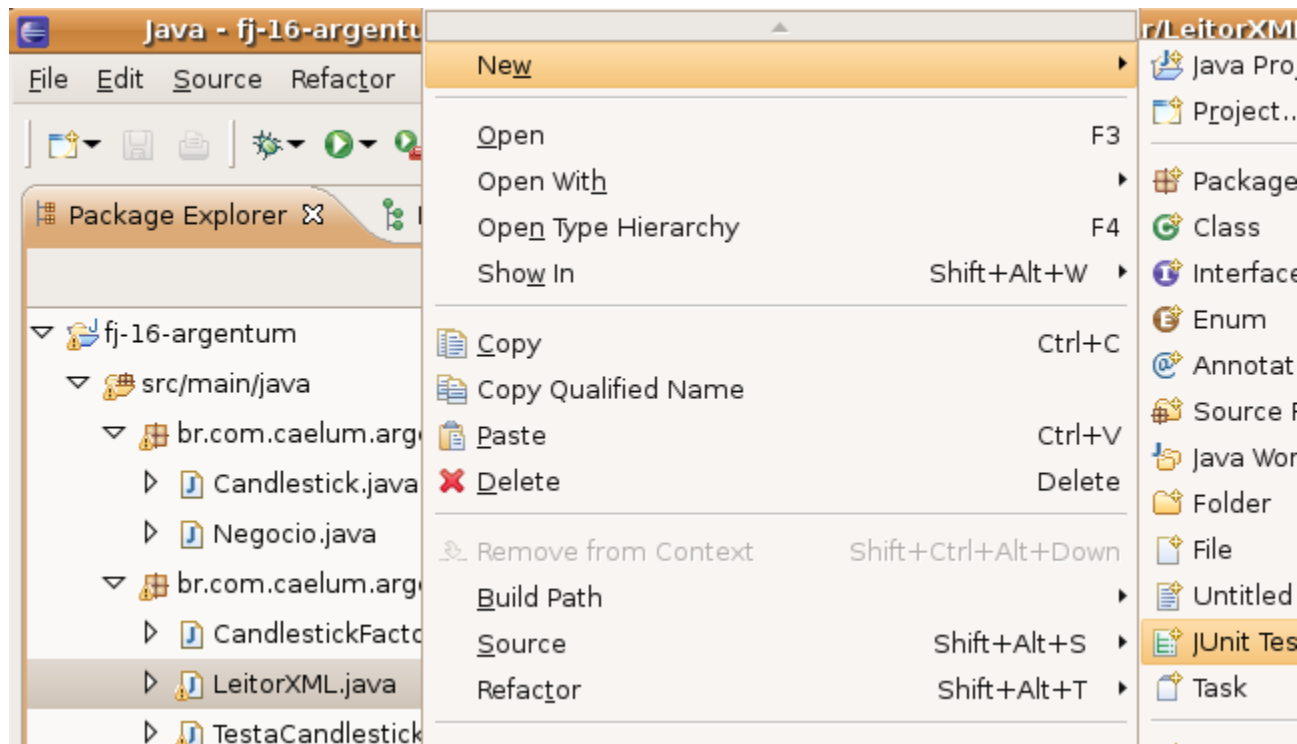 Java - fj-16-argentu
r/LeitorXMl
File Edit Source Refactor
Package Explorer
fj-16-argentum
src/main/java
br.com.caelum.arg
Candlestick.java
Negocio.java
br.com.caelum.arg
CandlestickFacto
LeitorXML.java
TestaCandlestick
New
Open F3
Open With
Open Type Hierarchy F4
Show In Shift+Alt+W
Copy Ctrl+C
Copy Qualified Name
Paste Ctrl+V
Delete Delete
Remove from Context Shift+Ctrl+Alt+Down
Build Path
Source Shift+Alt+S
Refactor Shift+Alt+T
Java Proj
Project...
Package
Class
Interface
Enum
Annotat
Source F
Java Wor
Folder
File
Untitled
JUnit Tes
Task